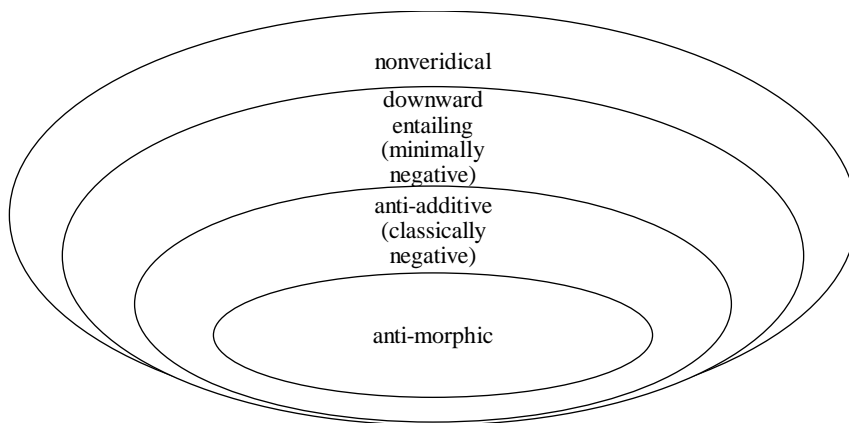 nonveridical
downward
entailing
(minimally
negative)
anti-additive
(classically
negative)
anti-morphic